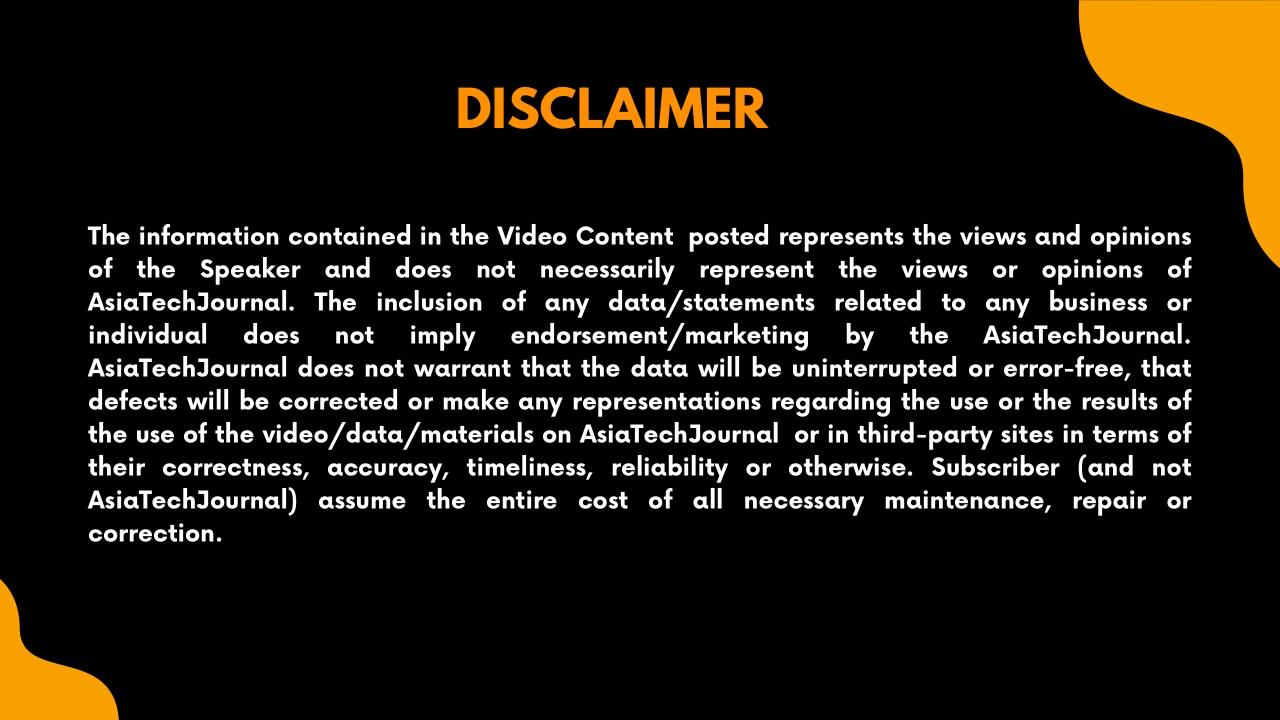 DISCLAIMER
The information contained in the Video Content posted represents the views and opinions
of the Speaker and does not necessarily represent the views or opinions of
AsiaTechJournal. The inclusion of any data/statements related to any business or
individual does not imply endorsement/marketing by the AsiaTechJournal.
AsiaTechJournal does not warrant that the data will be uninterrupted or error-free, that
defects will be corrected or make any representations regarding the use or the results of
the use of the video/data/materials on AsiaTechJournal or in third-party sites in terms of
their correctness, accuracy, timeliness, reliability or otherwise. Subscriber (and not
AsiaTechJournal) assume the entire cost of all necessary maintenance, repair or
correction.